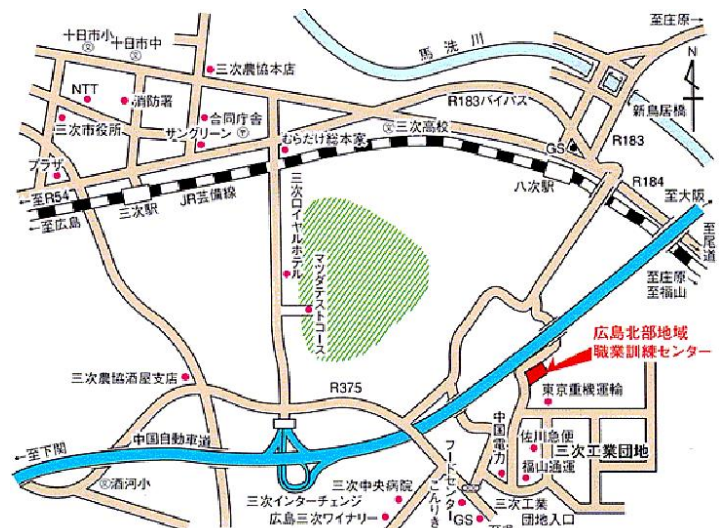 至庄原→
十日市小
十日市中
馬洗川
N
三次農協本店
NTT
消防署
R183バイパス
新鳥居橋
合同庁舎
三次市役所
サングリーン
〒
むらたけ総本家
三次高校
GS
R183
プラザ
←至R54
R184
八次駅
至大阪
JR芸備線
三次駅
←至広島
三次ロイヤルホテル
至尾道
マツダテストコース
至庄原
至福山
広島北部地域
職業訓練センター
三次農協酒屋支店
R375
東京重機運輸
中国電力
佐川急便
三次工業団地
中国自動車道
←至下関
フードセンター
こんりき
福山通運
酒河小
三次中央病院
三次インターチェンジ
広島三次ワイナリー
三次工業
団地入口
GS